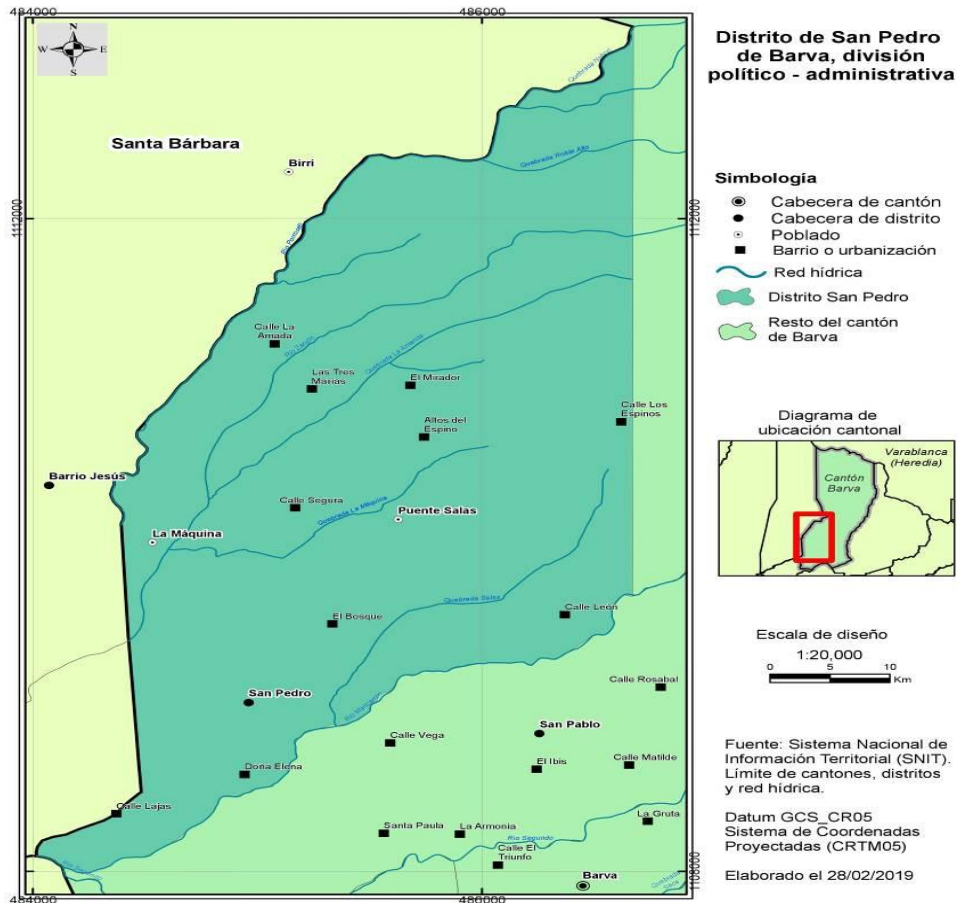 484000
486000
N
W E
S
Distrito de San Pedro
de Barva, división
político - administrativa
Santa Bárbara
Birri
Quebrada Roble Alto
1112000
1112000
Simbología
Cabecera de cantón
Cabecera de distrito
Poblado
Barrio o urbanización
Red hídrica
Distrito San Pedro
Resto del cantón
de Barva
Calle La
Amada
Las Tres
Marías
El Mirador
Altos del
Espino
Calle Los
Espinos
Barrio Jesús
Calle Segura
Quebrada La Máquina
Puente Salas
La Máquina
Diagrama de
ubicación cantonal
Varablanca
(Heredia)
Cantón
Barva
Quebrada Salas
El Bosque
Calle León
Escala de diseño
1:20,000
0 5 10
Km
Calle Rosabal
San Pedro
San Pablo
Calle Vega
Doña Elena
El Ibis
Calle Matilde
Calle Lajas
Santa Paula
La Armonia
La Gruta
Río Segundo
Calle El
Triunfo
Barva
Fuente: Sistema Nacional de
Información Territorial (SNIT).
Límite de cantones, distritos
y red hídrica.
Datum GCS_CR05
Sistema de Coordenadas
Proyectadas (CRTM05)
Elaborado el 28/02/2019
1108000
484000
486000